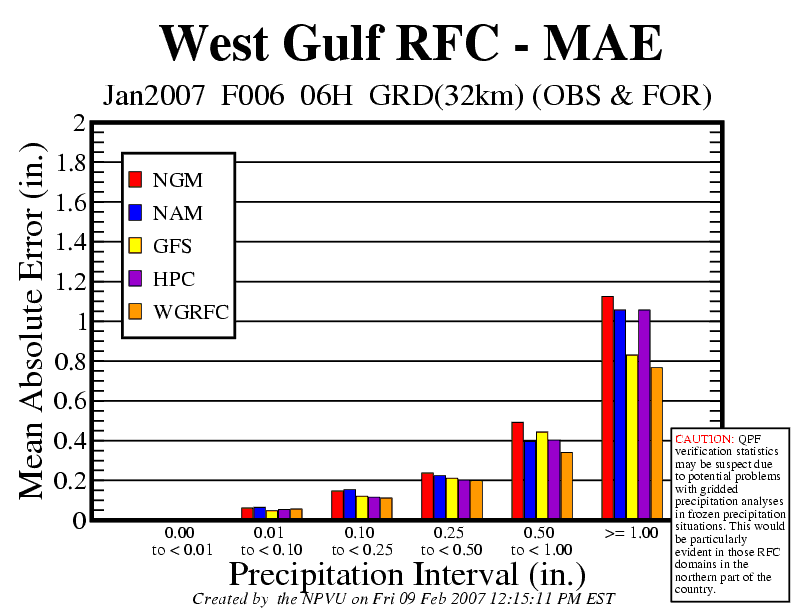 West Gulf RFC - MAE
Jan2007 F006 06H GRD(32km) (OBS & FOR)
Mean Absolute Error (in.)
2
1.8
1.6
1.4
1.2
1
0.8
0.6
0.4
0.2
0
NGM
NAM
GFS
HPC
WGRFC
0.00 0.01 0.10 0.25 0.50 >= 1.00
to < 0.01 to < 0.10 to < 0.25 to < 0.50 to < 1.00
Precipitation Interval (in.)
Created by the NPVU on Fri 09 Feb 2007 12:15:11 PM EST
CAUTION: QPF
verification statistics
may be suspect due
to potential problems
with gridded
precipitation analyses
in frozen precipitation
situations. This would
be particularly
evident in those RFC
domains in the
northern part of the
country.